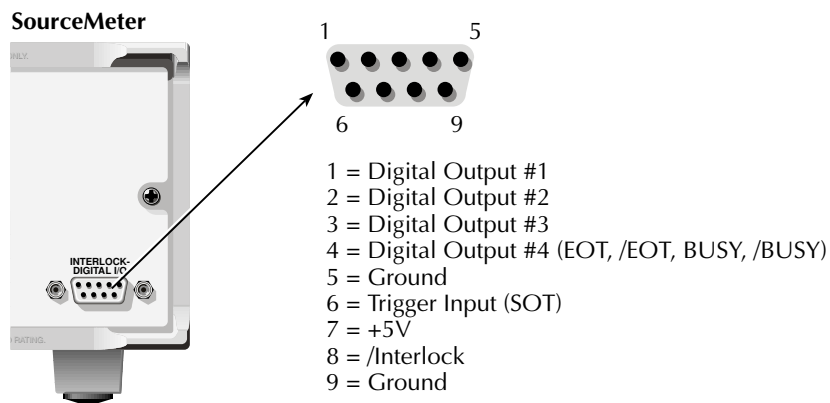 SourceMeter
ONLY.
1 5
6 9
1 = Digital Output #1
2 = Digital Output #2
3 = Digital Output #3
4 = Digital Output #4 (EOT, /EOT, BUSY, /BUSY)
5 = Ground
6 = Trigger Input (SOT)
7 = +5V
8 = /Interlock
9 = Ground
INTERLOCK-
DIGITAL I/O
RATING.